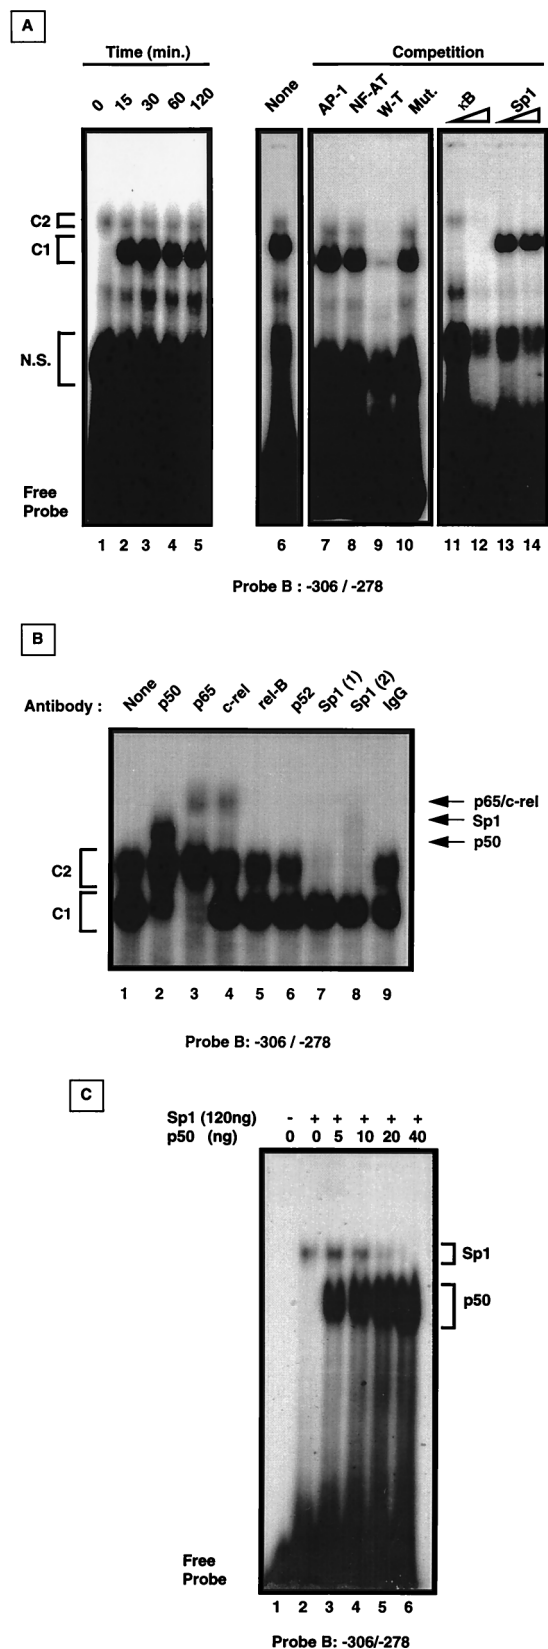 A
Time (min.)
Competition
0 15 30 60 120
None
AP-1 NF-AT W-T Mut.
κB Sp1
C2
C1
N.S.
Free
Probe
1 2 3 4 5 6 7 8 9 10 11 12 13 14
Probe B : -306 / -278
B
Antibody : None p50 p65 c-rel rel-B p52 Sp1 (1) Sp1 (2) IgG
p65/c-rel
Sp1
p50
C2
C1
1 2 3 4 5 6 7 8 9
Probe B: -306 / -278
C
Sp1 (120ng) - + + + + +
p50 (ng) 0 0 5 10 20 40
Sp1
p50
Free
Probe
1 2 3 4 5 6
Probe B: -306/-278